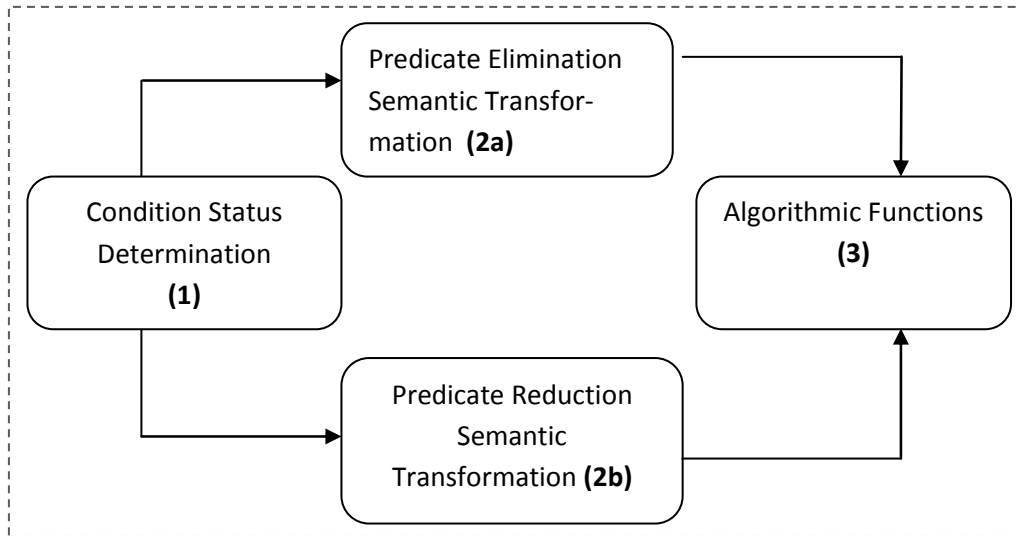 Predicate Elimination
Semantic Transfor-
mation (2a)
Condition Status
Determination
(1)
Algorithmic Functions
(3)
Predicate Reduction
Semantic
Transformation (2b)